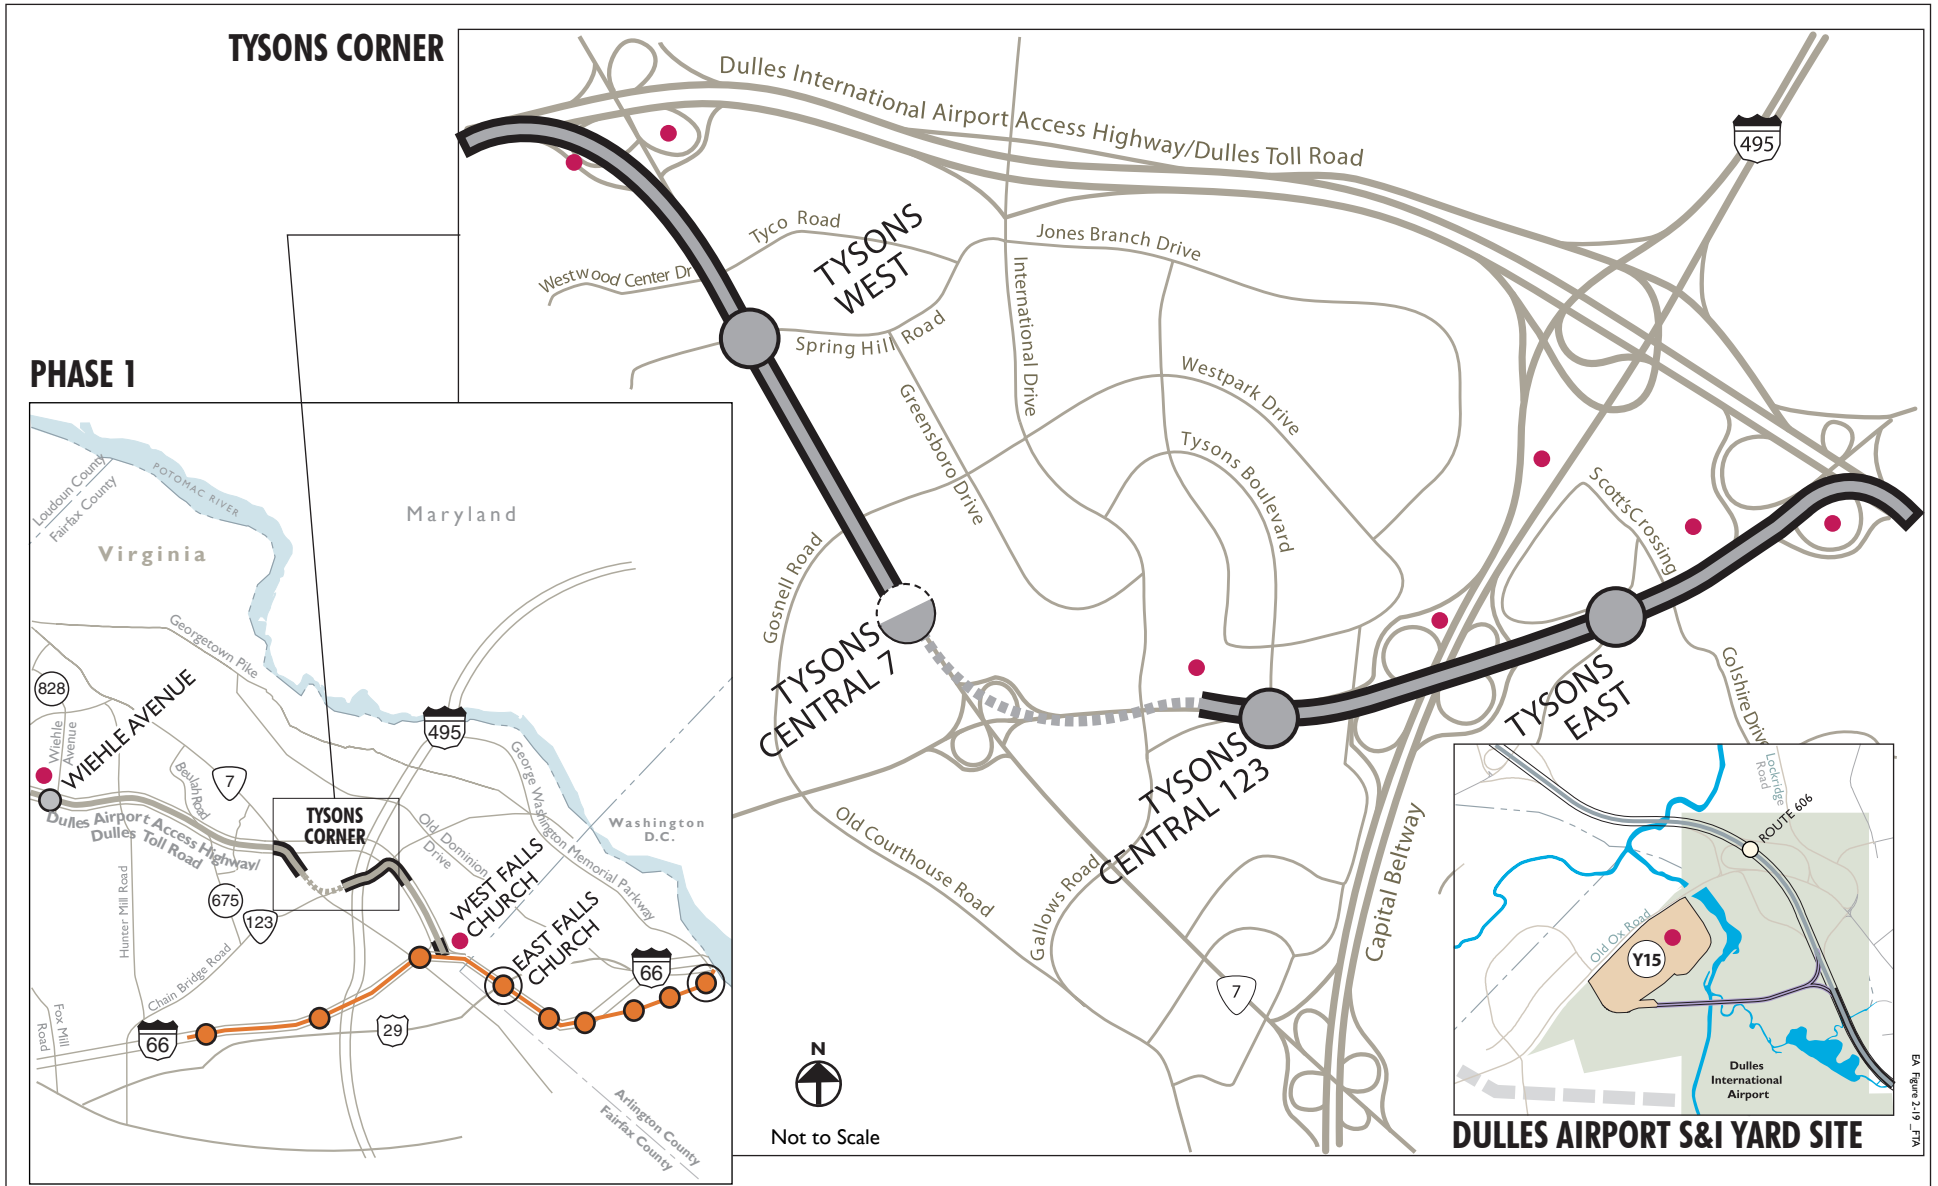 TYSONS CORNER
Dulles International Airport Access Highway/Dulles Toll Road
495
Tyco Road
TYSONS
WEST
Jones Branch Drive
Westwood Center Dr
International Drive
Spring Hill Road
Westpark Drive
Greensboro Drive
Tysons Boulevard
Scott's Crossing
Gosnell Road
TYSONS
CENTRAL 7
TYSONS
CENTRAL 123
TYSONS
EAST
Colshire Drive
Old Courthouse Road
Gallows Road
Capital Beltway
7
N
Not to Scale
PHASE 1
Loudoun County
Fairfax County
POTOMAC RIVER
Maryland
Virginia
Georgetown Pike
828
Wiehle
Avenue
WIEHLE AVENUE
495
George Washington Memorial Parkway
Beulah Road
7
TYSONS
CORNER
Dulles Airport Access Highway/
Dulles Toll Road
Old Dominion
Drive
Washington
D.C.
WEST FALLS
CHURCH
EAST FALLS
CHURCH
Hunter Mill Road
675
123
Chain Bridge Road
66
Fox Mill
Road
66
29
Arlington County
Fairfax County
Lockridge
Road
ROUTE 606
Old Ox Road
Y15
Dulles
International
Airport
DULLES AIRPORT S&I YARD SITE
EA Figure 2-19 _FTA